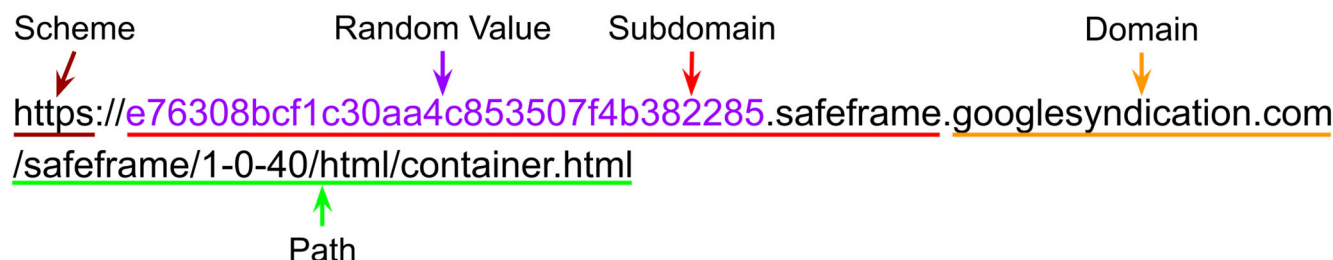 Scheme Random Value Subdomain Domain
https://e76308bcf1c30aa4c853507f4b382285.safeframe.googlesyndication.com
/safeframe/1-0-40/html/container.html
Path